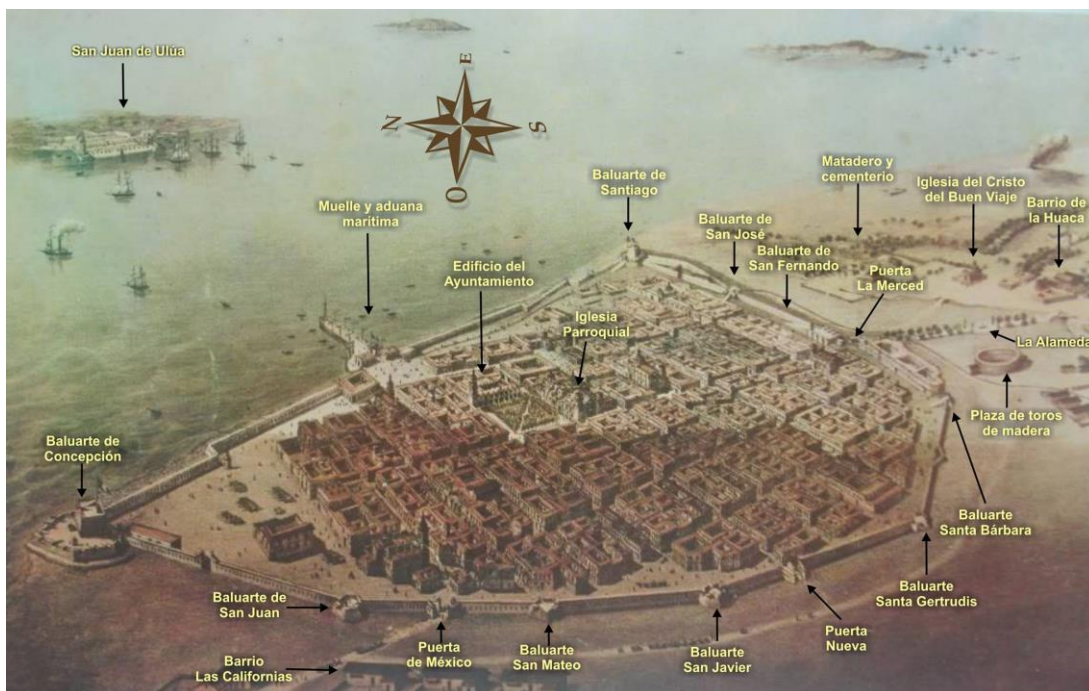 San Juan de Ulúa
E
N
S
O
Muelle y aduana
marítima
Edificio del
Ayuntamiento
Iglesia
Parroquial
Baluarte de
Santiago
Baluarte de
San José
Baluarte de
San Fernando
Matadero y
cementerio
Puerta
La Merced
Iglesia del Cristo
del Buen Viaje
Barrio de
la Huaca
La Alameda
Plaza de toros
de madera
Baluarte de
Concepción
Baluarte
Santa Bárbara
Baluarte
Santa Gertrudis
Baluarte de
San Juan
Puerta
de México
Baluarte
San Mateo
Baluarte
San Javier
Puerta
Nueva
Barrio
Las Californias